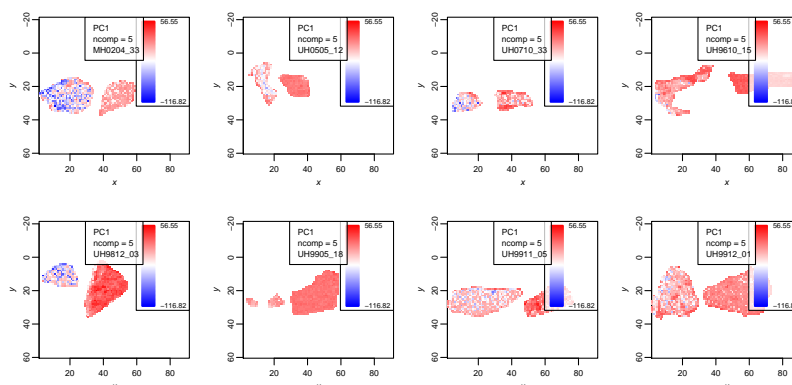 PC1
ncomp = 5
MH0204_33
56.55
−116.82
−20
0
20
40
60
y
20 40 60 80
x
PC1
ncomp = 5
UH0505_12
56.55
−116.82
−20
0
20
40
60
y
20 40 60 80
x
PC1
ncomp = 5
UH0710_33
56.55
−116.82
−20
0
20
40
60
y
20 40 60 80
x
PC1
ncomp = 5
UH9610_15
−20
0
20
40
60
y
20 40 60 80
x
PC1
ncomp = 5
UH9812_03
56.55
−116.82
−20
0
20
40
60
y
20 40 60 80
PC1
ncomp = 5
UH9905_18
56.55
−116.82
−20
0
20
40
60
y
20 40 60 80
PC1
ncomp = 5
UH9911_05
56.55
−116.82
−20
0
20
40
60
y
20 40 60 80
PC1
ncomp = 5
UH9912_01
−20
0
20
40
60
y
20 40 60 80